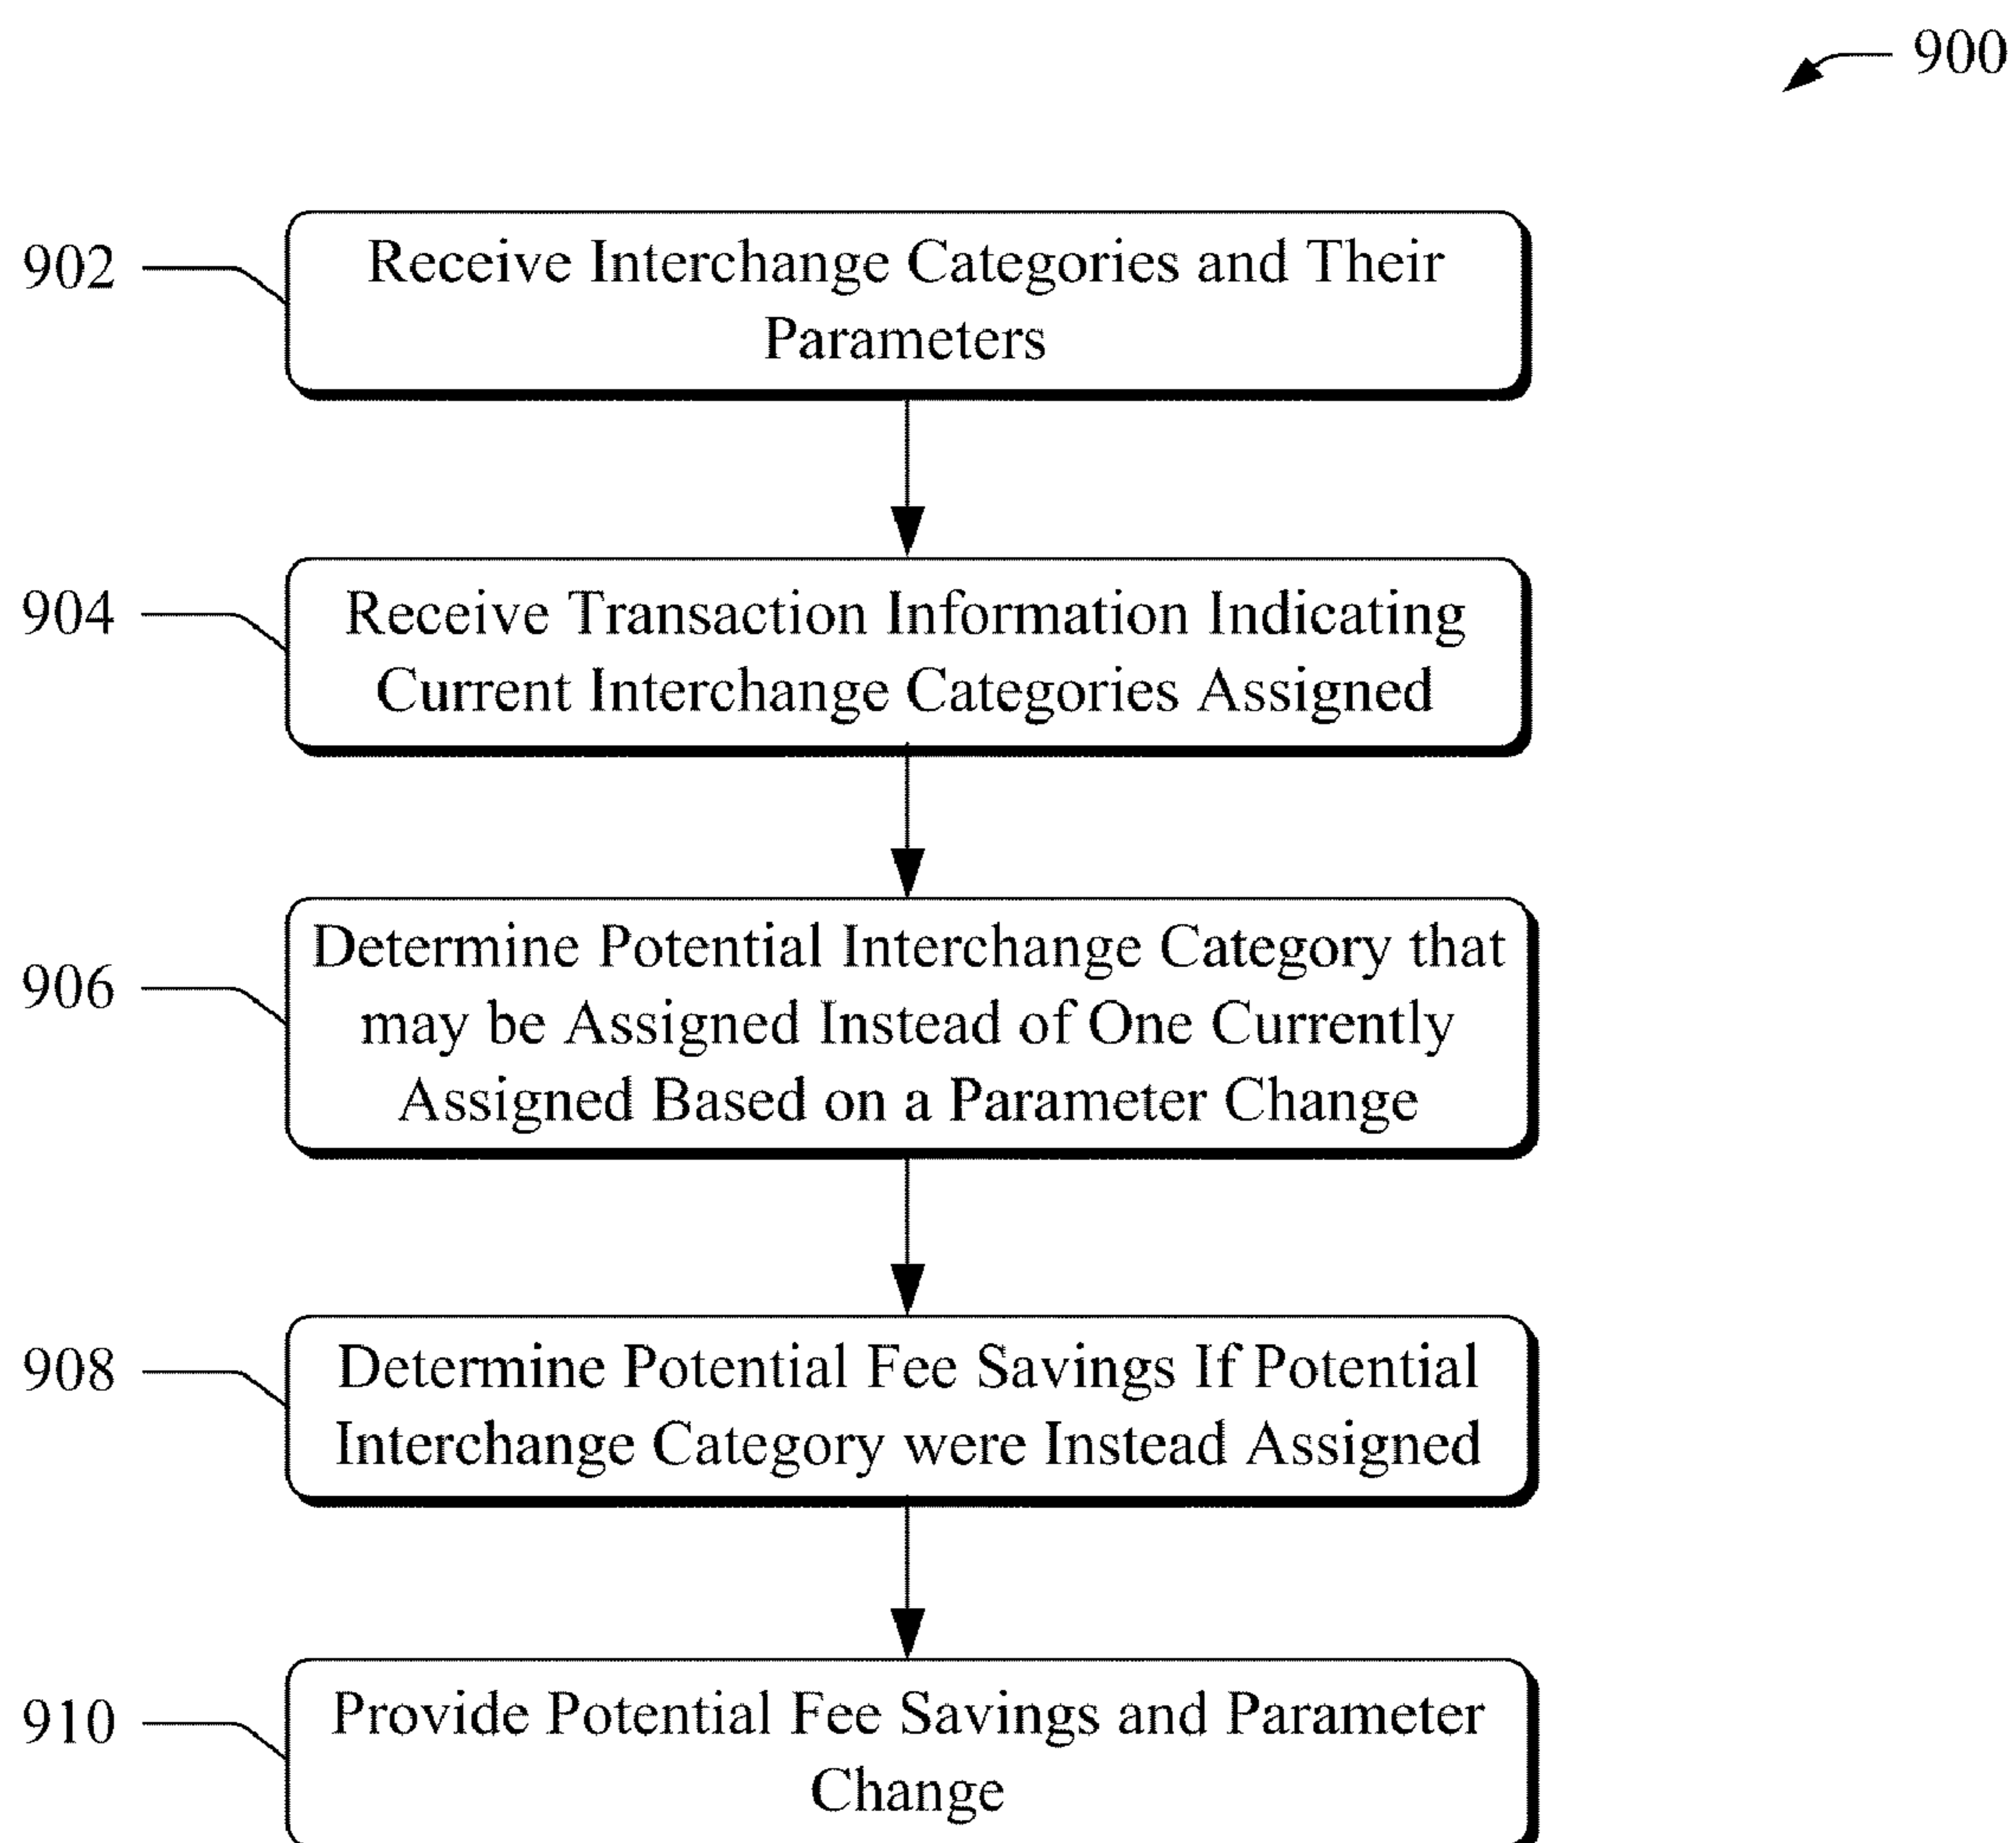 900
902
Receive Interchange Categories and Their
Parameters
904
Receive Transaction Information Indicating
Current Interchange Categories Assigned
906
Determine Potential Interchange Category that
may be Assigned Instead of One Currently
Assigned Based on a Parameter Change
908
Determine Potential Fee Savings If Potential
Interchange Category were Instead Assigned
910
Provide Potential Fee Savings and Parameter
Change